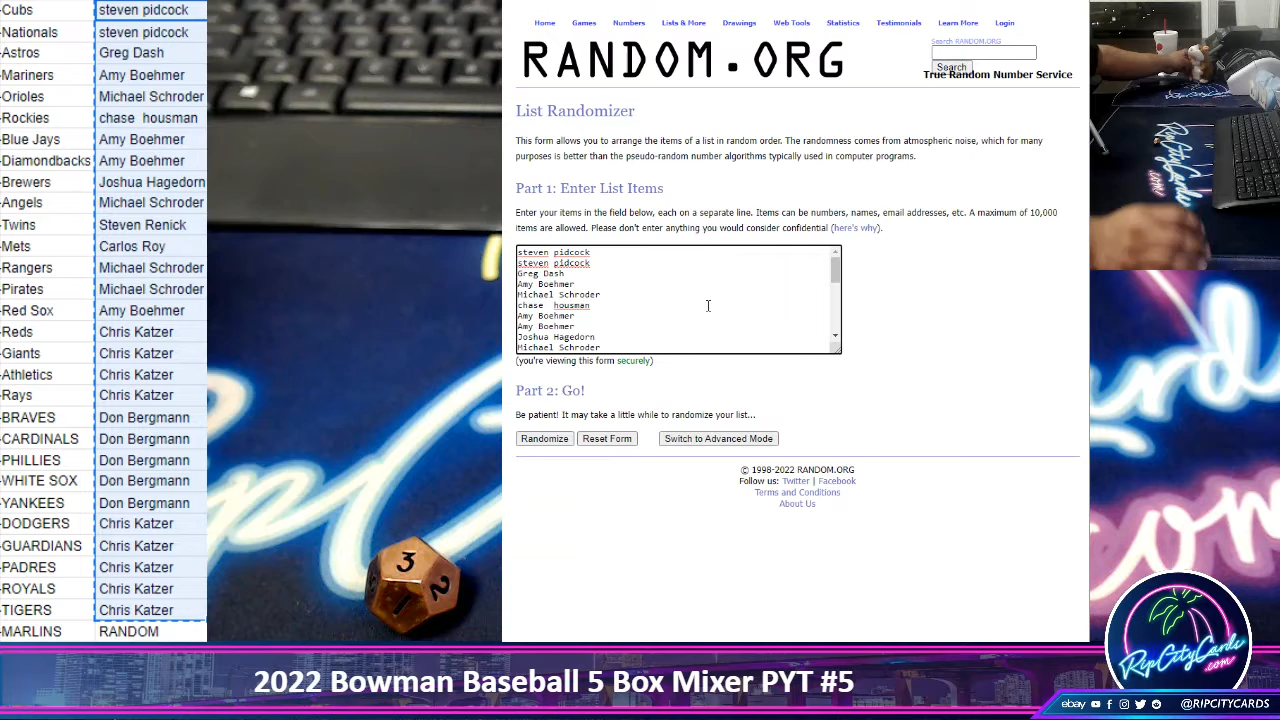 -Cubs steven pidcock
-Nationals steven pidcock
-Astros Greg Dash
-Mariners Amy Boehmer
-Orioles Michael Schroder
-Rockies chase housman
-Blue Jays Amy Boehmer
-Diamondbacks Amy Boehmer
-Brewers Joshua Hagedorn
-Angels Michael Schroder
-Twins Steven Renick
-Mets Carlos Roy
-Rangers Michael Schroder
-Pirates Michael Schroder
-Red Sox Amy Boehmer
-Reds Chris Katzer
-Giants Chris Katzer
-Athletics Chris Katzer
-Rays Chris Katzer
-BRAVES Don Bergmann
-CARDINALS Don Bergmann
-PHILLIES Don Bergmann
-WHITE SOX Don Bergmann
-YANKEES Don Bergmann
-DODGERS Chris Katzer
-GUARDIANS Chris Katzer
-PADRES Chris Katzer
-ROYALS Chris Katzer
-TIGERS Chris Katzer
-MARLINS RANDOM
3
2
1
Home Games Numbers Lists & More Drawings Web Tools Statistics Testimonials Learn More Login
RANDOM.ORG
Search RANDOM.ORG
Search
True Random Number Service
List Randomizer
This form allows you to arrange the items of a list in random order. The randomness comes from atmospheric noise, which for many
purposes is better than the pseudo-random number algorithms typically used in computer programs.
Part 1: Enter List Items
Enter your items in the field below, each on a separate line. Items can be numbers, names, email addresses, etc. A maximum of 10,000
items are allowed. Please don't enter anything you would consider confidential (here's why).
steven pidcock
steven pidcock
Greg Dash
Amy Boehmer
Michael Schroder
chase  housman
Amy Boehmer
Amy Boehmer
Joshua Hagedorn
Michael Schroder
(you're viewing this form securely)
Part 2: Go!
Be patient! It may take a little while to randomize your list...
Randomize Reset Form Switch to Advanced Mode
© 1998-2022 RANDOM.ORG
Follow us: Twitter | Facebook
Terms and Conditions
About Us
RipCityCards
.com
2022 Bowman Baseball 5 Box Mixer PYT #5
RipCityCards
.com
ebay @RIPCITYCARDS